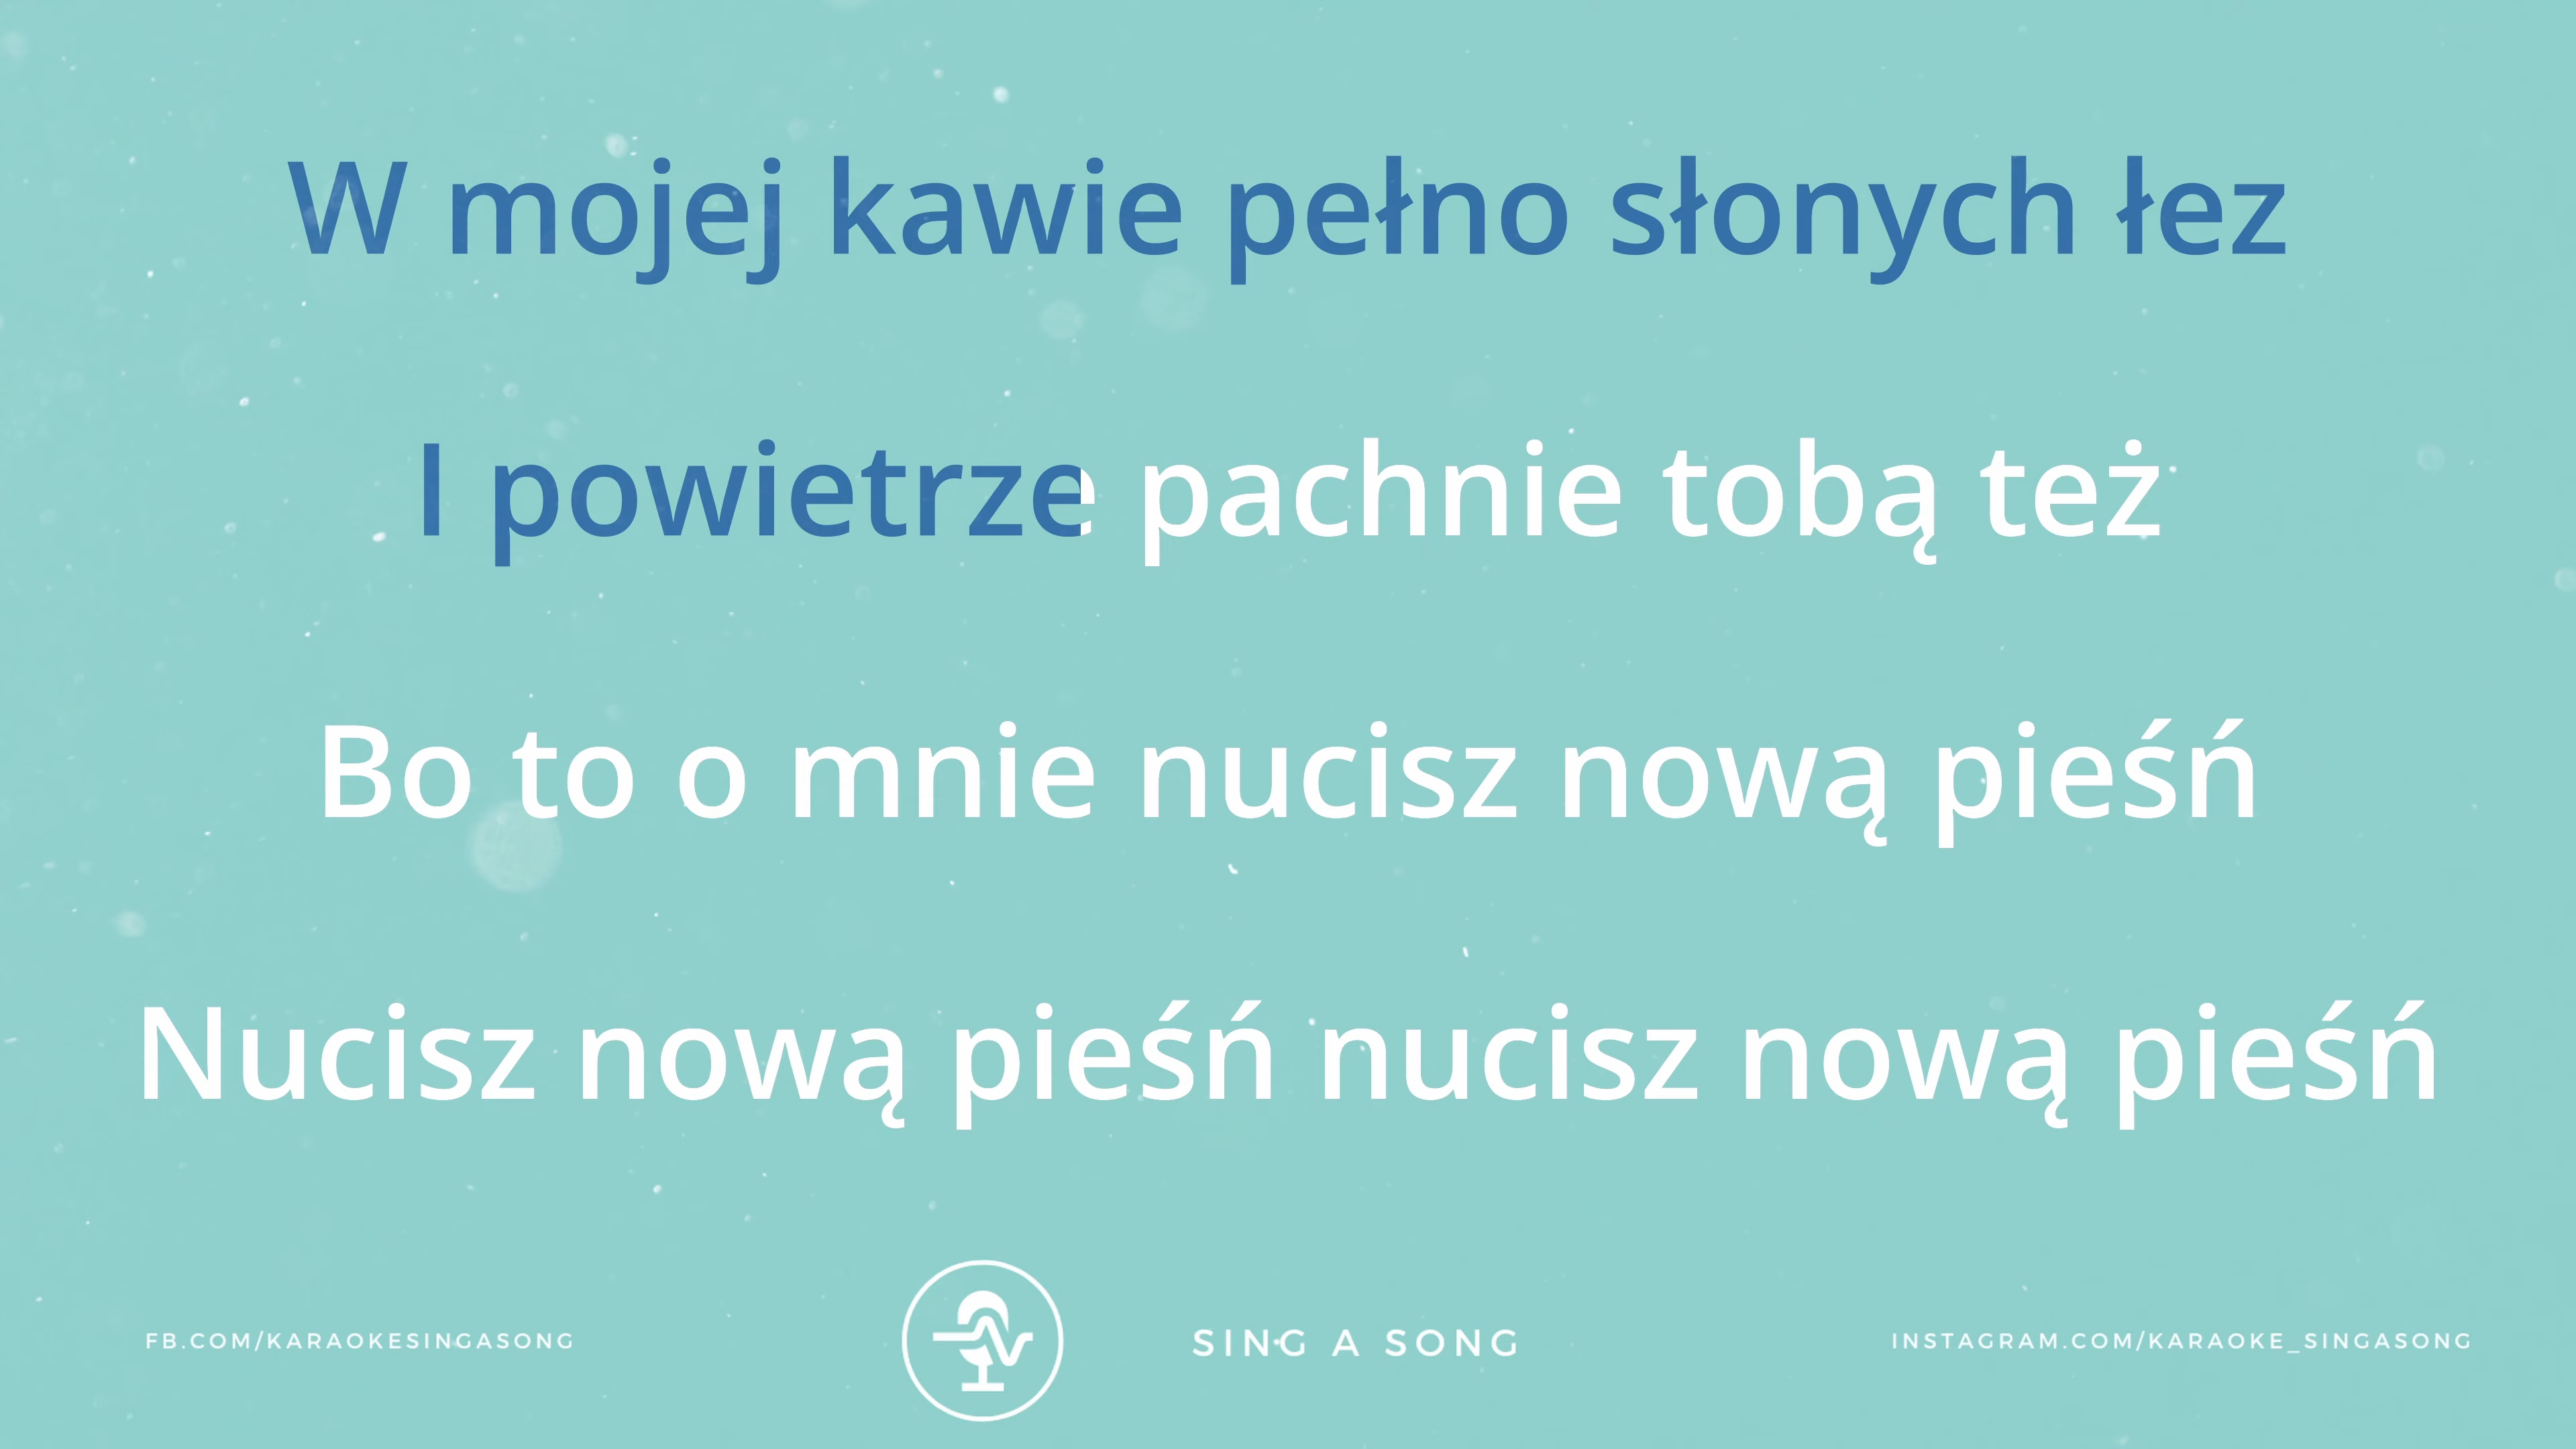 W mojej kawie pełno słonych łez
I powietrze pachnie tobą też
Bo to o mnie nucisz nową pieśń
Nucisz nową pieśń nucisz nową pieśń
FB.COM/KARAOKESINGASONG
SING A SONG
INSTAGRAM.COM/KARAOKE_SINGASONG